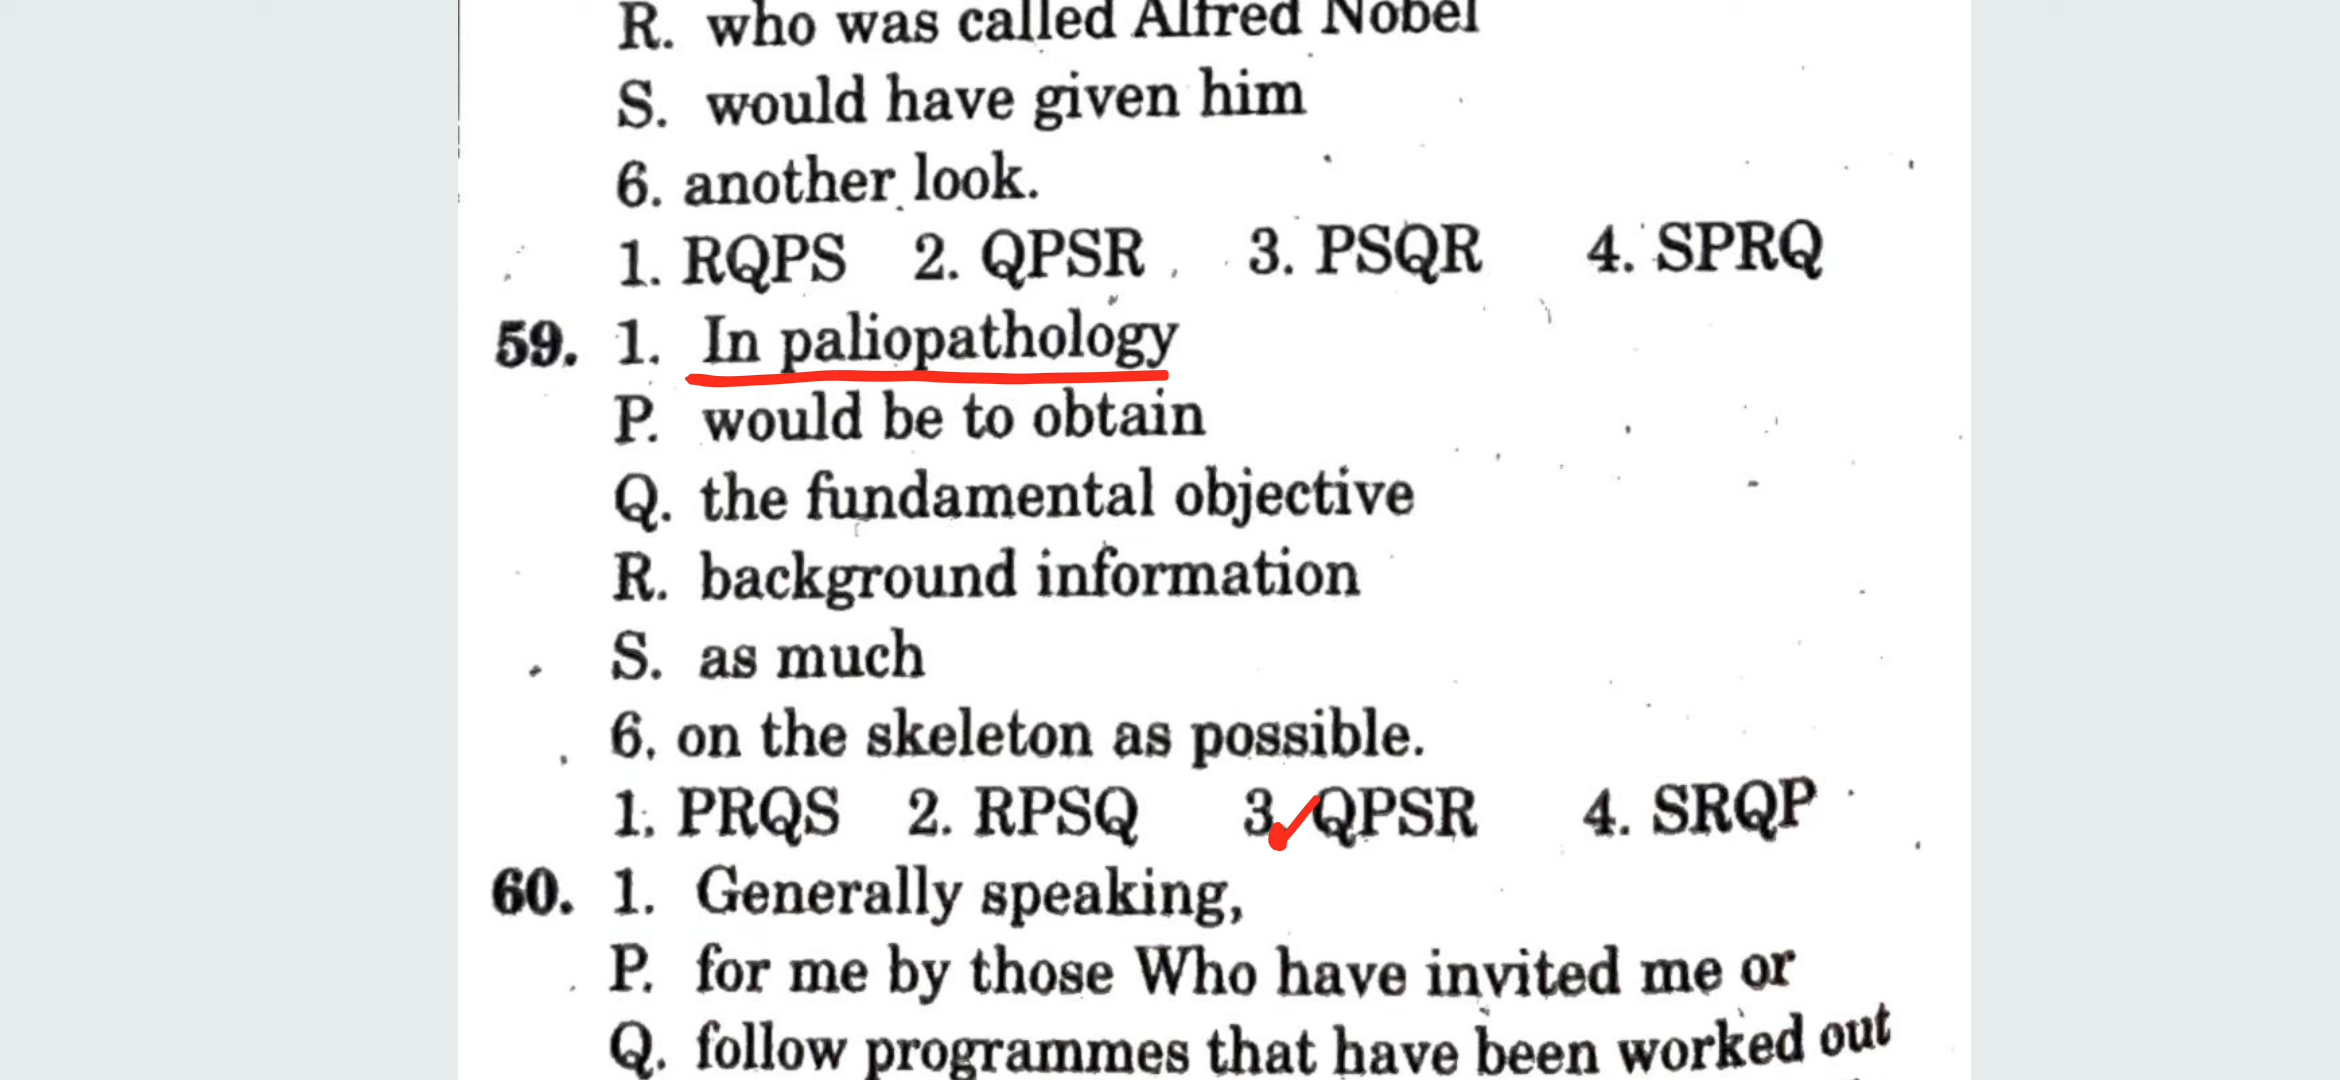 R. who was called Alfred Nobel
S. would have given him
6. another look.
1. RQPS 2. QPSR 3. PSQR 4. SPRQ
59. 1. In paliopathology
P. would be to obtain
Q. the fundamental objective
R. background information
S. as much
6. on the skeleton as possible.
1. PRQS 2. RPSQ 3. QPSR 4. SRQP
60. 1. Generally speaking,
P. for me by those Who have invited me or
Q. follow programmes that have been worked out